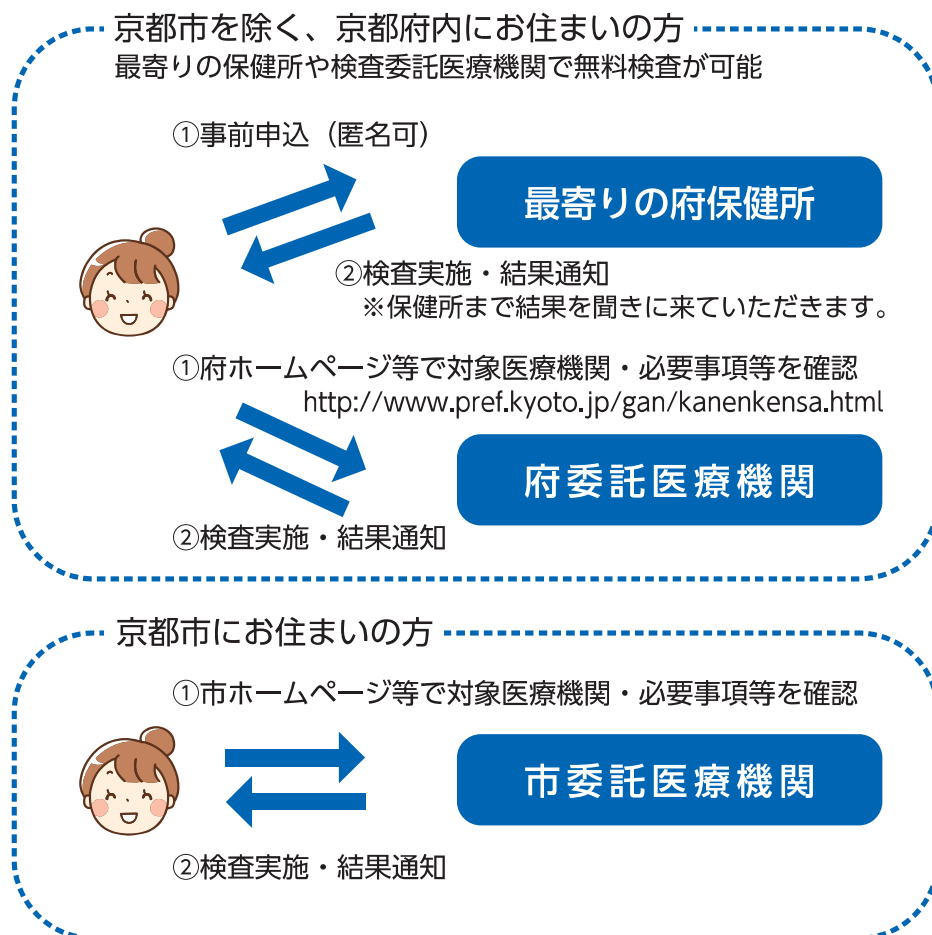 京都市を除く、京都府内にお住まいの方
最寄りの保健所や検査委託医療機関で無料検査が可能
①事前申込（匿名可）
最寄りの府保健所
②検査実施・結果通知
※保健所まで結果を聞きに来ていただきます。
①府ホームページ等で対象医療機関・必要事項等を確認
http://www.pref.kyoto.jp/gan/kanenkensa.html
府委託医療機関
②検査実施・結果通知
京都市にお住まいの方
①市ホームページ等で対象医療機関・必要事項等を確認
市委託医療機関
②検査実施・結果通知